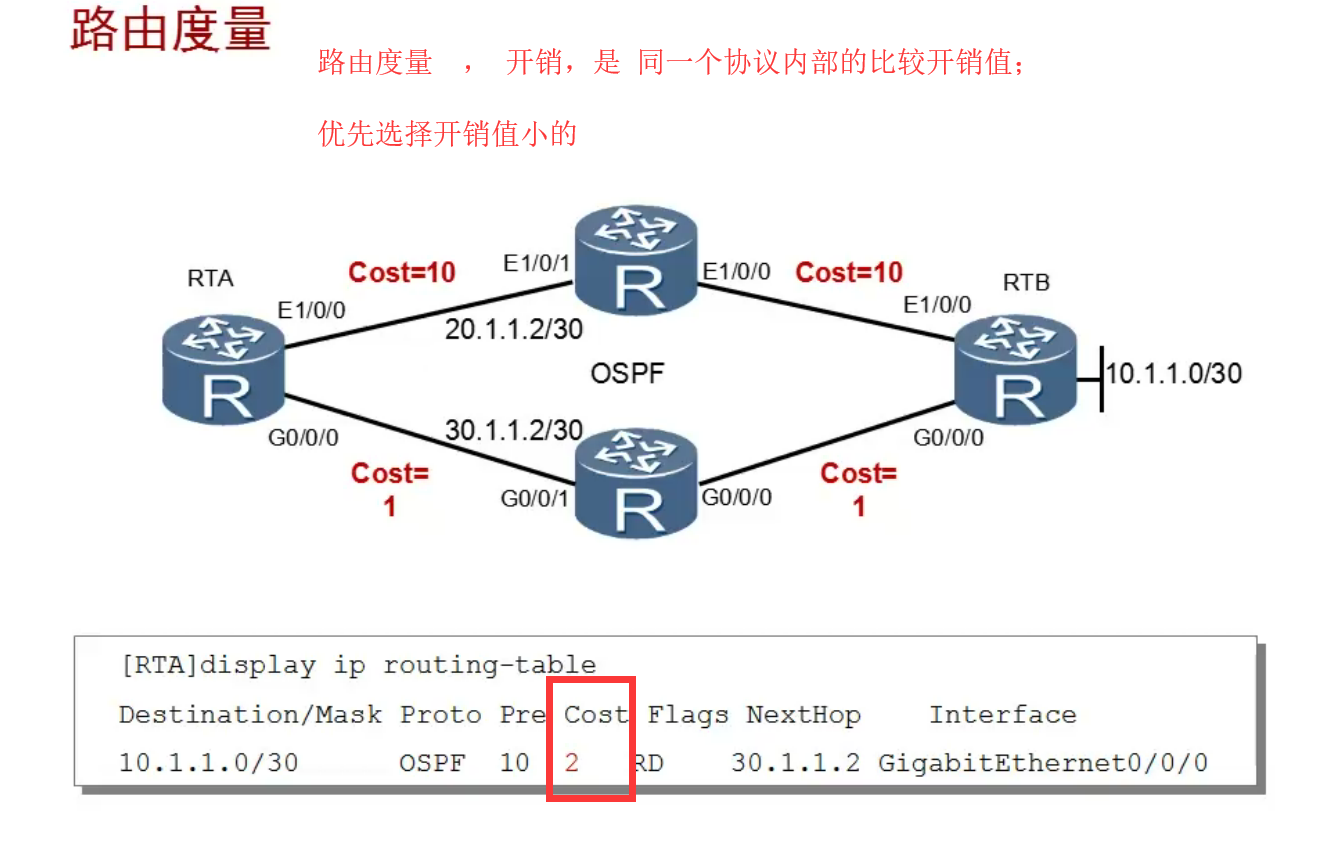 路由度量
路由度量 ， 开销，是 同一个协议内部的比较开销值；
优先选择开销值小的
R
RTA
Cost=10
E1/0/1
E1/0/0
Cost=10
RTB
E1/0/0
E1/0/0
20.1.1.2/30
R
OSPF
R
10.1.1.0/30
G0/0/0
30.1.1.2/30
G0/0/0
Cost=
1
G0/0/1
R
G0/0/0
Cost=
1
[RTA]display ip routing-table
Destination/Mask Proto Pre Cost Flags NextHop Interface
10.1.1.0/30 OSPF 10 2 RD 30.1.1.2 GigabitEthernet0/0/0